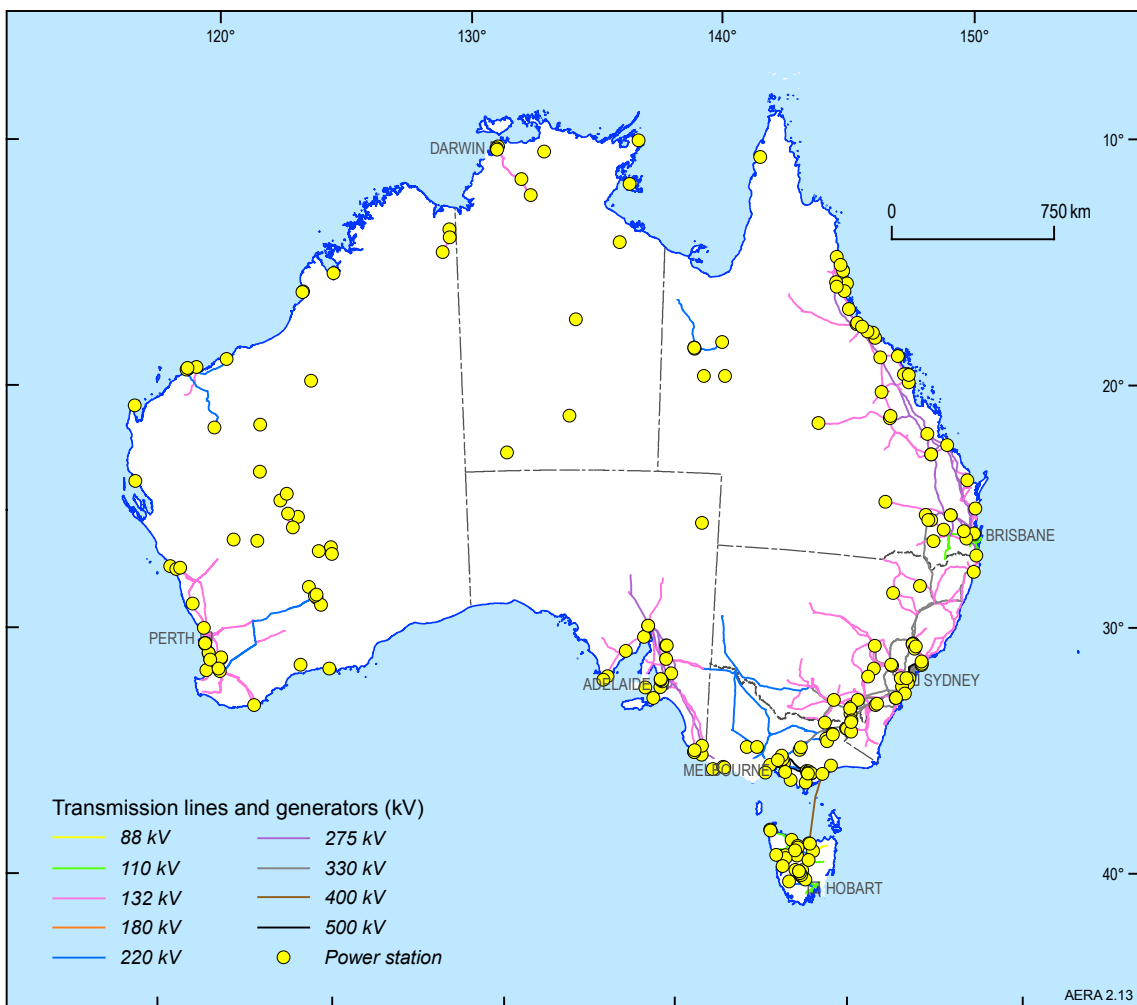 120° 130° 140° 150°
10°
DARWIN
0 750 km
20°
BRISBANE
30°
PERTH
ADELAIDE
SYDNEY
MELBOURNE
Transmission lines and generators (kV)
88 kV 275 kV
110 kV 330 kV
HOBART
40°
132 kV 400 kV
180 kV 500 kV
220 kV Power station
AERA 2.13